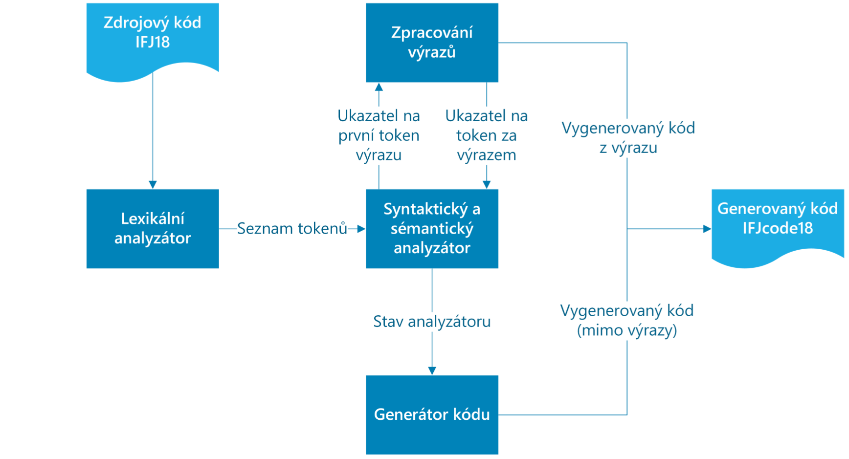 Zdrojový kód
IFJ18
Zpracování
výrazů
Ukazatel na
první token
výrazu
Ukazatel na
token za
výrazem
Vygenerovaný kód
z výrazu
Lexikální
analyzátor
Seznam tokenů
Syntaktický a
sémantický
analyzátor
Generovaný kód
IFJcode18
Stav analyzátoru
Vygenerovaný kód
(mimo výrazy)
Generátor kódu